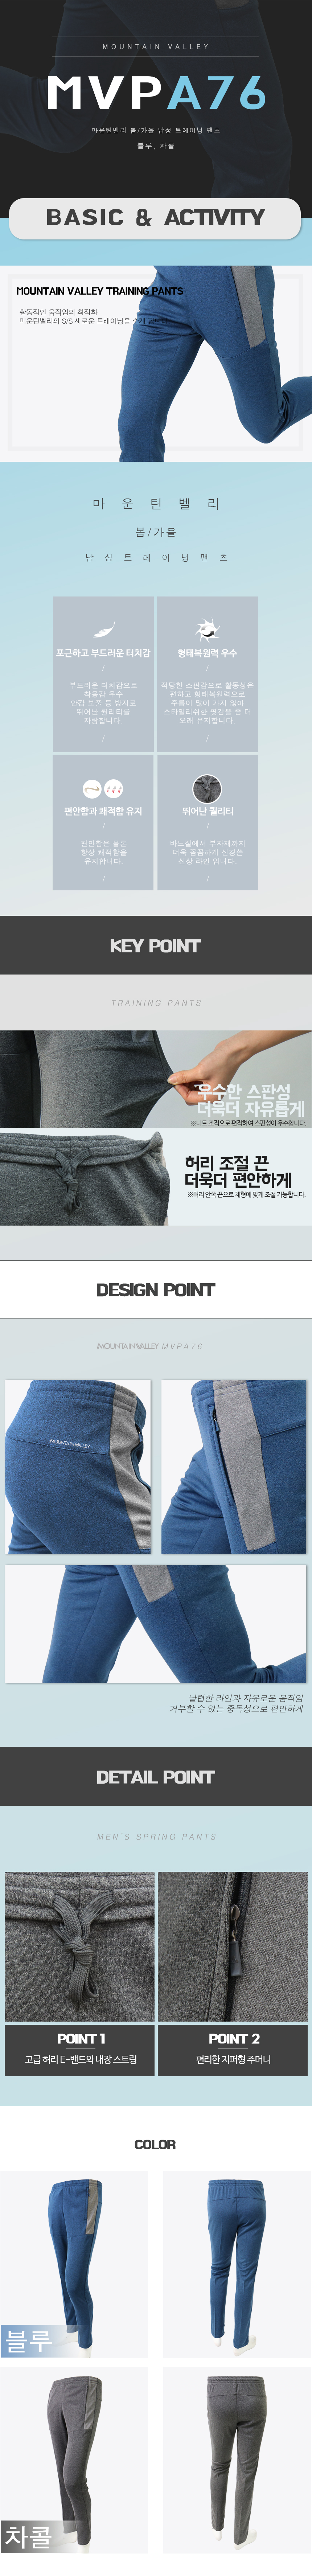 MOUNTAIN VALLEY
MVPA76
마운틴밸리 봄/가을 남성 트레이닝 팬츠
블루, 차콜
BASIC & ACTIVITY
MOUNTAIN VALLEY TRAINING PANTS
활동적인 움직임의 최적화
마운틴밸리의 S/S 새로운 트레이닝을 소개
마운틴벨리
봄/가을
남성트레이닝팬츠
포근하고 부드러운 터치감
/
부드러운 터치감으로
착용감 우수
안감 보풀 등 방지로
뛰어난 퀄리티를
자랑합니다.
/
형태복원력 우수
/
적당한 스판감으로 활동성은
편하고 형태복원력으로
주름이 많이 가지 않아
스타일리쉬한 핏감을 좀 더
오래 유지합니다.
/
편안함과 쾌적함 유지
/
편안함은 물론
항상 쾌적함을
유지합니다.
/
뛰어난 퀄리티
/
바느질에서 부자재까지
더욱 꼼꼼하게 신경쓴
신상 라인 입니다.
/
KEY POINT
TRAINING PANTS
우수한 스판성
더욱더 자유롭게
※니트 조직으로 편직하여 스판성이 우수합니다.
허리 조절 끈
더욱더 편안하게
※허리 안쪽 끈으로 체형에 맞게 조절 가능합니다.
DESIGN POINT
MOUNTAINVALLEY MVPA76
MOUNTAINVALLEY
날렵한 라인과 자유로운 움직임
거부할 수 없는 중독성으로 편안하게
DETAIL POINT
MEN'S SPRING PANTS
POINT 1
고급 허리 E-밴드와 내장 스트링
POINT 2
편리한 지퍼형 주머니
COLOR
블루
차콜